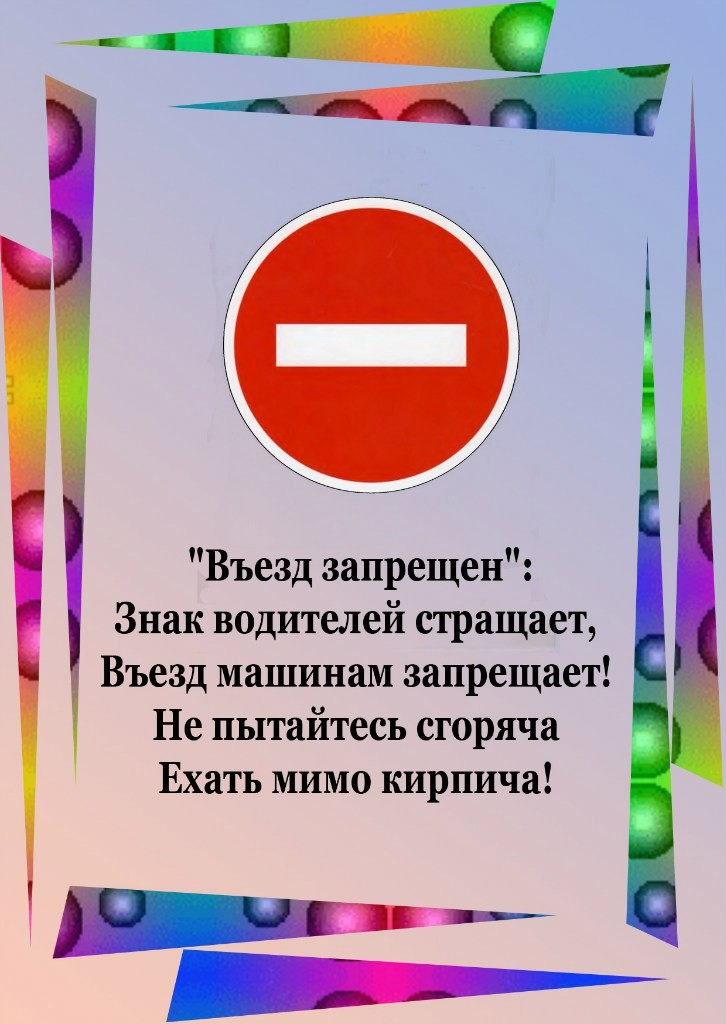 "Въезд запрещен":
Знак водителей стращает,
Въезд машинам запрещает!
Не пытайтесь сгоряча
Ехать мимо кирпича!